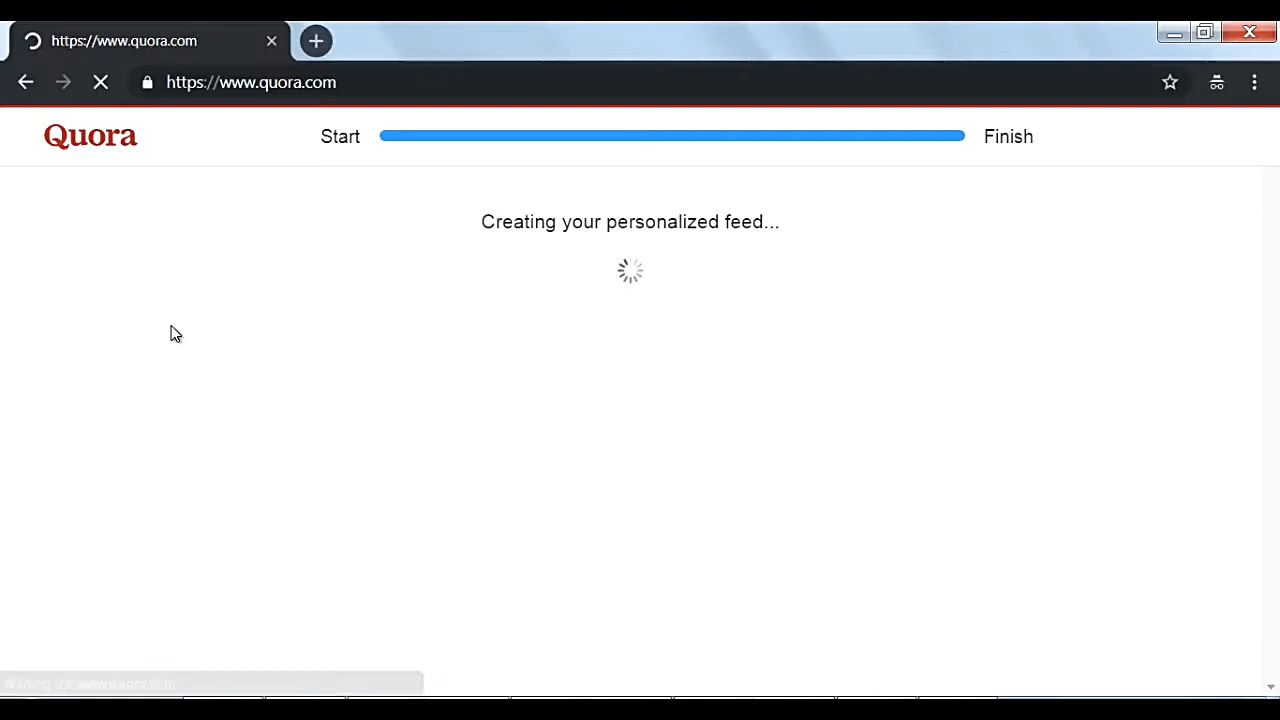 https://www.quora.com
https://www.quora.com
Quora
Start
Finish
Creating your personalized feed...